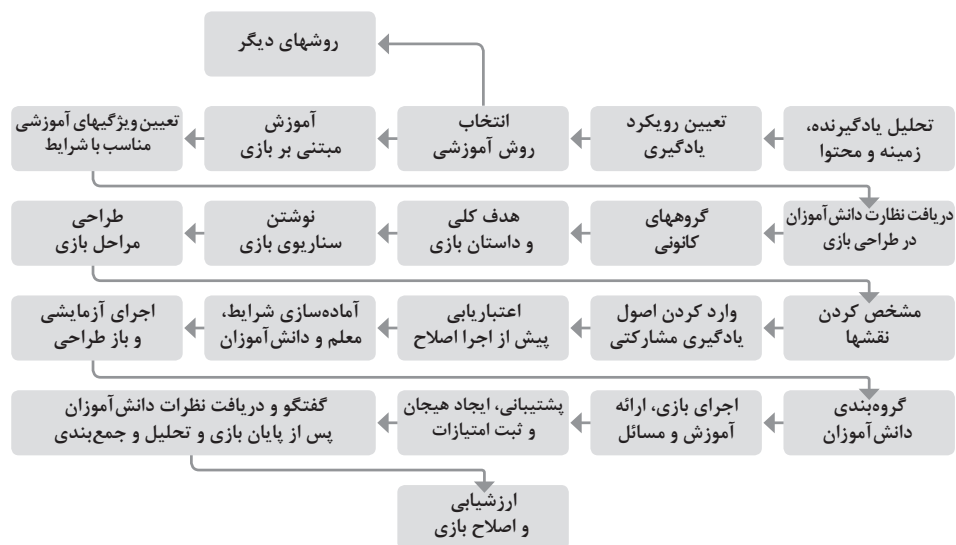 روشهای دیگر
تحلیل یادگیرنده،
زمینه و محتوا
تعیین رویکرد
یادگیری
انتخاب
روش آموزشی
آموزش
مبتنی بر بازی
تعیین ویژگیهای آموزشی
مناسب با شرایط
دریافت نظارت دانش‌آموزان
در طراحی بازی
گروههای
کانونی
هدف کلی
و داستان بازی
نوشتن
سناریوی بازی
طراحی
مراحل بازی
مشخص کردن
نقشها
وارد کردن اصول
یادگیری مشارکتی
اعتباریابی
پیش از اجرا اصلاح
آماده‌سازی شرایط،
معلم و دانش‌آموزان
اجرای آزمایشی
و باز طراحی
گروه‌بندی
دانش‌آموزان
اجرای بازی، ارائه
آموزش و مسائل
پشتیبانی، ایجاد هیجان
و ثبت امتیازات
گفتگو و دریافت نظرات دانش‌آموزان
پس از پایان بازی و تحلیل و جمع‌بندی
ارزشیابی
و اصلاح بازی